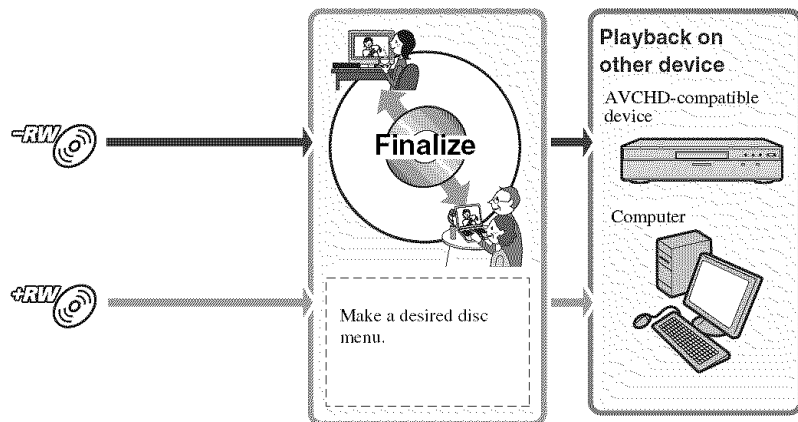 -RW
+RW
Finalize
Make a desired disc
menu.
Playback on
other device
AVCHD-compatible
device
Computer